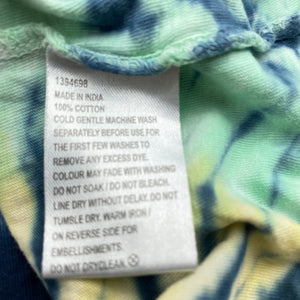 1394698
MADE IN INDIA
100% COTTON
COLD GENTLE MACHINE WASH
SEPARATELY BEFORE USE FOR
THE FIRST FEW WASHES TO
REMOVE ANY EXCESS DYE.
COLOUR MAY FADE WITH WASHING
DO NOT SOAK / DO NOT BLEACH.
LINE DRY WITHOUT DELAY. DO NOT
TUMBLE DRY. WARM IRON /
ON REVERSE SIDE FOR
EMBELLISHMENTS.
DO NOT DRYCLEAN